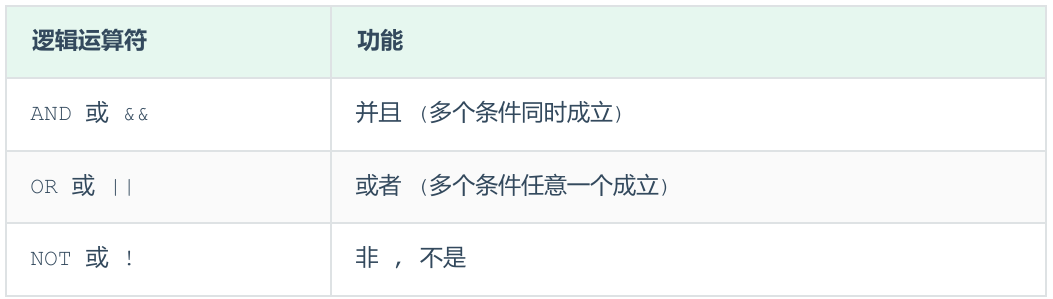 逻辑运算符 功能
AND 或 && 并且 (多个条件同时成立)
OR 或 || 或者 (多个条件任意一个成立)
NOT 或 ! 非 , 不是